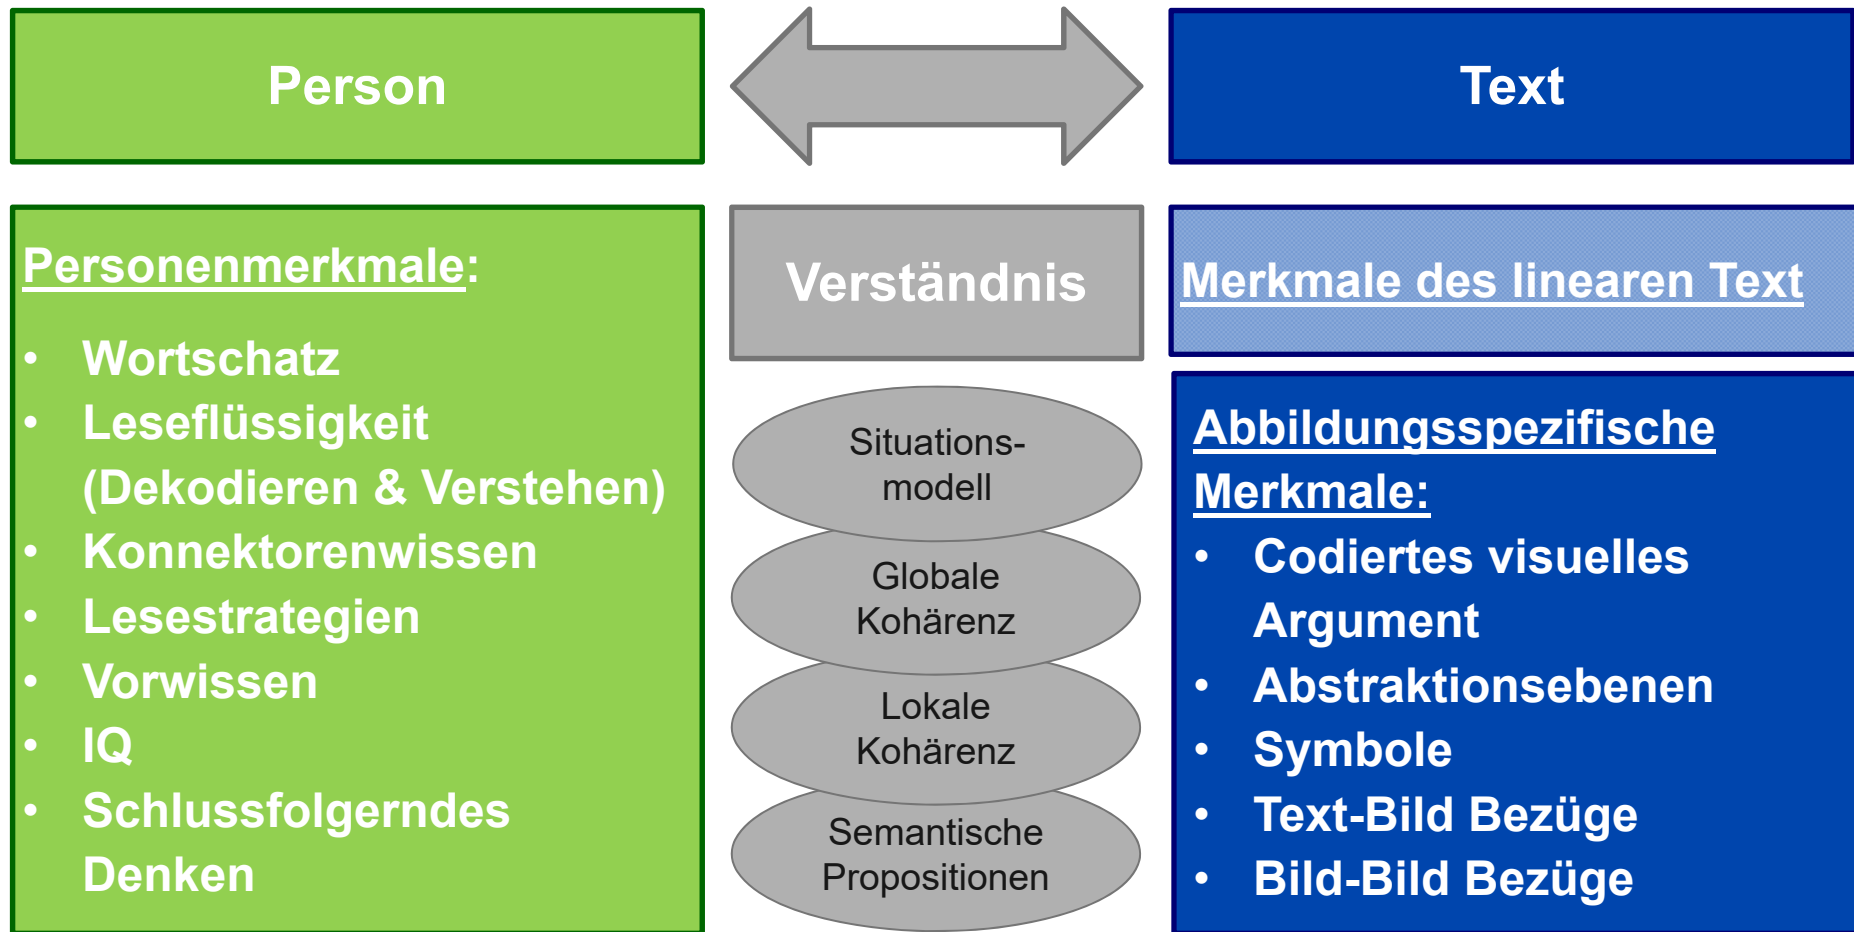 Person
Text
Personenmerkmale:
• Wortschatz
• Leseflüssigkeit
(Dekodieren & Verstehen)
• Konnektorenwissen
• Lesestrategien
• Vorwissen
• IQ
• Schlussfolgerndes
Denken
Verständnis
Situations-
modell
Globale
Kohärenz
Lokale
Kohärenz
Semantische
Propositionen
Merkmale des linearen Text
Abbildungsspezifische
Merkmale:
• Codiertes visuelles
Argument
• Abstraktionsebenen
• Symbole
• Text-Bild Bezüge
• Bild-Bild Bezüge